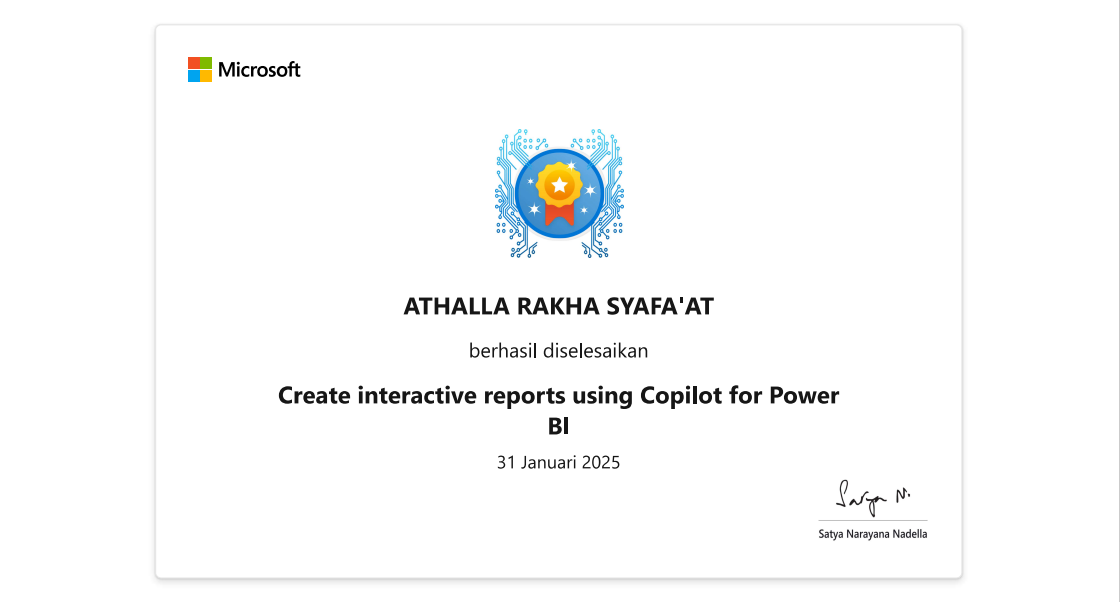 Microsoft
ATHALLA RAKHA SYAFA'AT
berhasil diselesaikan
Create interactive reports using Copilot for Power
BI
31 Januari 2025
Satya N.
Satya Narayana Nadella